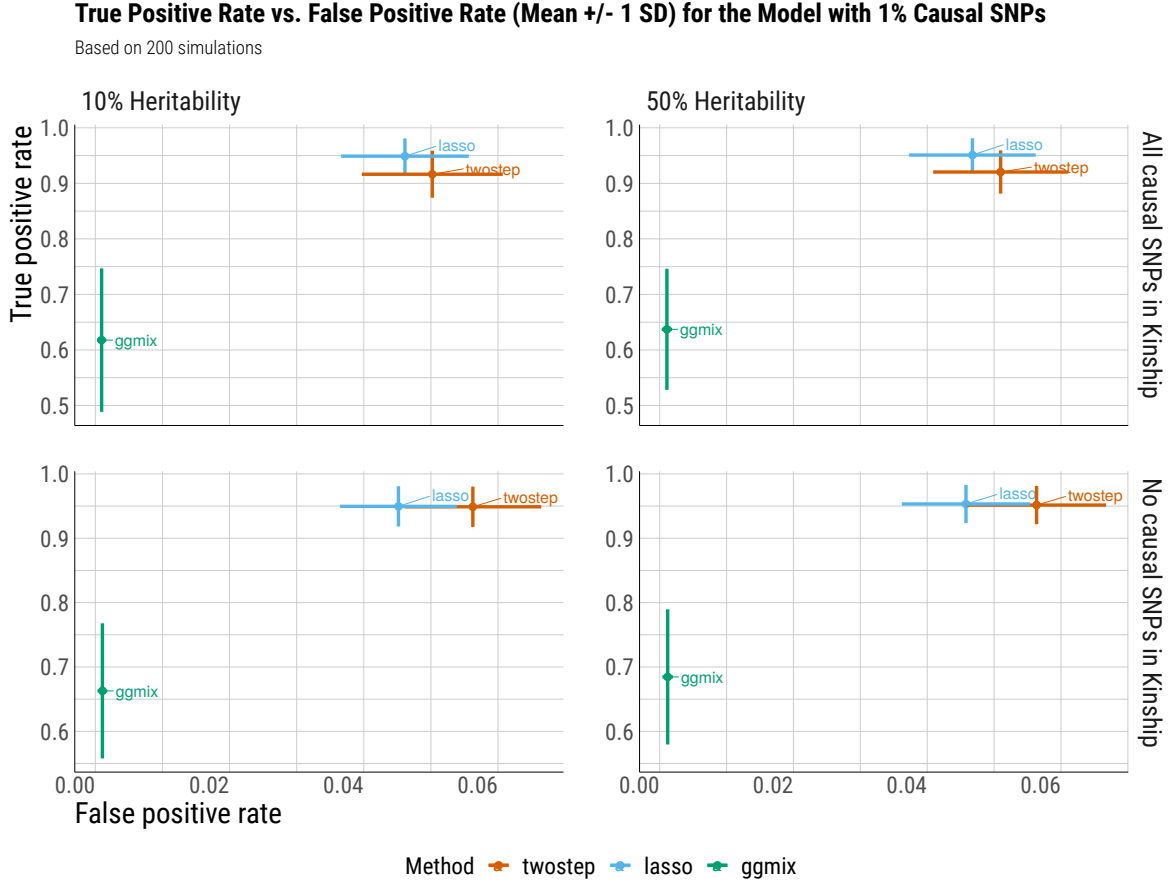 True Positive Rate vs. False Positive Rate (Mean +/- 1 SD) for the Model with 1% Causal SNPs
Based on 200 simulations
10% Heritability
50% Heritability
True positive rate
1.0
0.9
0.8
0.7
0.6
0.5
lasso
twostep
ggmix
1.0
0.9
0.8
0.7
0.6
0.5
lasso
twostep
ggmix
All causal SNPs in Kinship
1.0
0.9
0.8
0.7
0.6
lasso
twostep
ggmix
1.0
0.9
0.8
0.7
0.6
lasso
twostep
ggmix
No causal SNPs in Kinship
0.00 0.02 0.04 0.06
0.00 0.02 0.04 0.06
False positive rate
Method twostep lasso ggmix